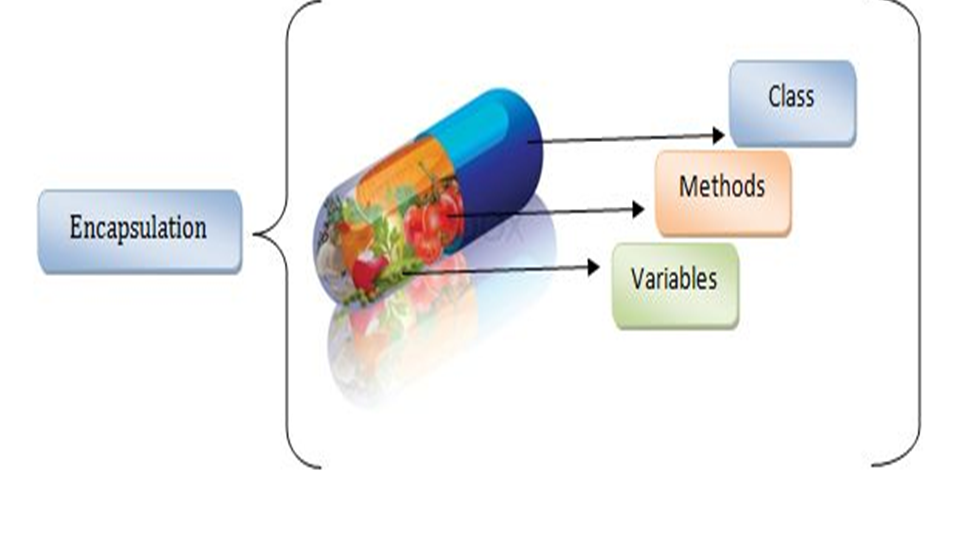 Class
Methods
Encapsulation
Variables